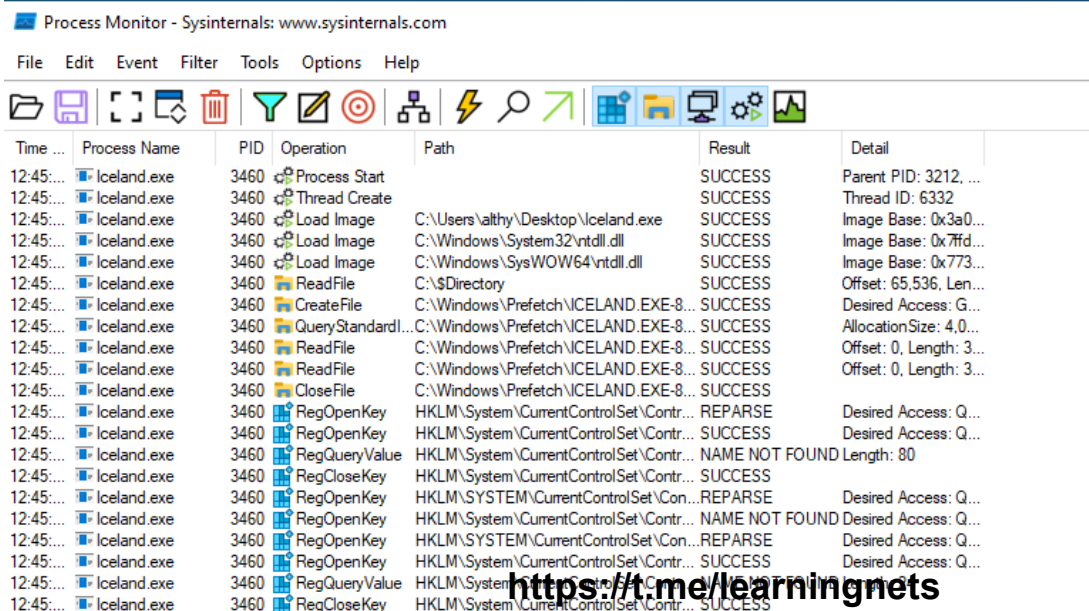 Process Monitor - Sysinternals: www.sysinternals.com
File Edit Event Filter Tools Options Help
Time ... Process Name PID Operation Path Result Detail
12:45:... Iceland.exe 3460 Process Start SUCCESS Parent PID: 3212, ...
12:45:... Iceland.exe 3460 Thread Create SUCCESS Thread ID: 6332
12:45:... Iceland.exe 3460 Load Image C:\Users\althy\Desktop\Iceland.exe SUCCESS Image Base: 0x3a0...
12:45:... Iceland.exe 3460 Load Image C:\Windows\System32\ntdll.dll SUCCESS Image Base: 0x7ffd...
12:45:... Iceland.exe 3460 Load Image C:\Windows\SysWOW64\ntdll.dll SUCCESS Image Base: 0x773...
12:45:... Iceland.exe 3460 ReadFile C:\$Directory SUCCESS Offset: 65,536, Len...
12:45:... Iceland.exe 3460 CreateFile C:\Windows\Prefetch\ICELAND.EXE-8... SUCCESS Desired Access: G...
12:45:... Iceland.exe 3460 QueryStandardI... C:\Windows\Prefetch\ICELAND.EXE-8... SUCCESS AllocationSize: 4,0...
12:45:... Iceland.exe 3460 ReadFile C:\Windows\Prefetch\ICELAND.EXE-8... SUCCESS Offset: 0, Length: 3...
12:45:... Iceland.exe 3460 ReadFile C:\Windows\Prefetch\ICELAND.EXE-8... SUCCESS Offset: 0, Length: 3...
12:45:... Iceland.exe 3460 CloseFile C:\Windows\Prefetch\ICELAND.EXE-8... SUCCESS
12:45:... Iceland.exe 3460 RegOpenKey HKLM\System\CurrentControlSet\Contr... REPARSE Desired Access: Q...
12:45:... Iceland.exe 3460 RegOpenKey HKLM\System\CurrentControlSet\Contr... SUCCESS Desired Access: Q...
12:45:... Iceland.exe 3460 RegQueryValue HKLM\System\CurrentControlSet\Contr... NAME NOT FOUND Length: 80
12:45:... Iceland.exe 3460 RegCloseKey HKLM\System\CurrentControlSet\Contr... SUCCESS
12:45:... Iceland.exe 3460 RegOpenKey HKLM\SYSTEM\CurrentControlSet\Con... REPARSE Desired Access: Q...
12:45:... Iceland.exe 3460 RegOpenKey HKLM\System\CurrentControlSet\Contr... NAME NOT FOUND Desired Access: Q...
12:45:... Iceland.exe 3460 RegOpenKey HKLM\SYSTEM\CurrentControlSet\Con... REPARSE Desired Access: Q...
12:45:... Iceland.exe 3460 RegOpenKey HKLM\System\CurrentControlSet\Contr... SUCCESS Desired Access: Q...
12:45:... Iceland.exe 3460 RegQueryValue HKLM\System\CurrentControlSet\Contr... NAME NOT FOUND
https://t.me/learningnets
12:45:... Iceland.exe 3460 RegCloseKey HKLM\System\CurrentControlSet\Contr... SUCCESS